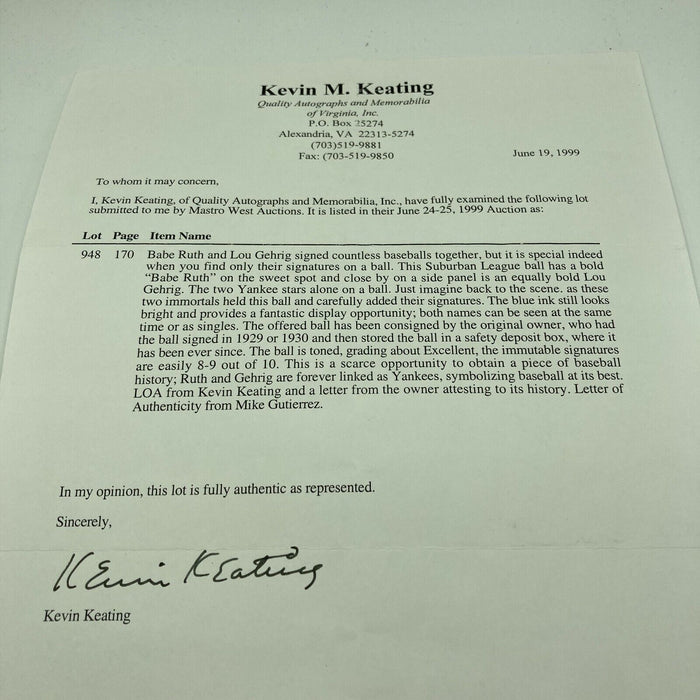 Kevin M. Keating
Quality Autographs and Memorabilia
of Virginia, Inc.
P.O. Box 25274
Alexandria, VA 22313-5274
(703)519-9881
Fax: (703-519-9850
June 19, 1999
To whom it may concern,
I, Kevin Keating, of Quality Autographs and Memorabilia, Inc., have fully examined the following lot
submitted to me by Mastro West Auctions. It is listed in their June 24-25, 1999 Auction as:
Lot Page Item Name
948 170 Babe Ruth and Lou Gehrig signed countless baseballs together, but it is special indeed
when you find only their signatures on a ball. This Suburban League ball has a bold
"Babe Ruth" on the sweet spot and close by on a side panel is an equally bold Lou
Gehrig. The two Yankee stars alone on a ball. Just imagine back to the scene. as these
two immortals held this ball and carefully added their signatures. The blue ink still looks
bright and provides a fantastic display opportunity; both names can be seen at the same
time or as singles. The offered ball has been consigned by the original owner, who had
the ball signed in 1929 or 1930 and then stored the ball in a safety deposit box, where it
has been ever since. The ball is toned, grading about Excellent, the immutable signatures
are easily 8-9 out of 10. This is a scarce opportunity to obtain a piece of baseball
history; Ruth and Gehrig are forever linked as Yankees, symbolizing baseball at its best.
LOA from Kevin Keating and a letter from the owner attesting to its history. Letter of
Authenticity from Mike Gutierrez.
In my opinion, this lot is fully authentic as represented.
Sincerely,
Kevin Keating
Kevin Keating